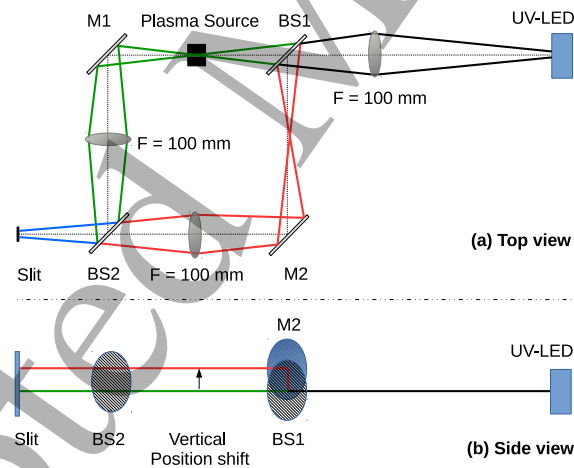 UV-LED
M1
Plasma Source
BS1
F = 100 mm
F = 100 mm
(a) Top view
Slit
BS2
F = 100 mm
M2
M2
UV-LED
Slit
BS2
Vertical
Position shift
BS1
(b) Side view